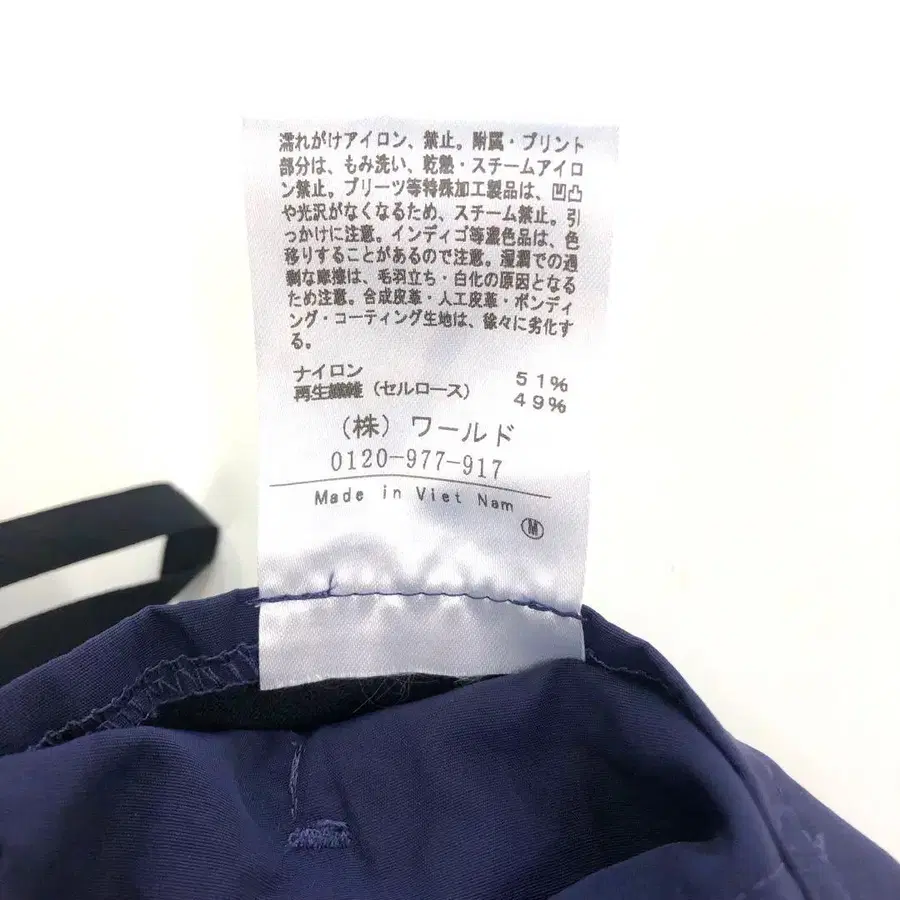 濡れがけアイロン、禁止。附属・プリント
部分は、もみ洗い、乾熱・スチームアイロ
ン禁止。プリーツ等特殊加工製品は、凹凸
や光沢がなくなるため、スチーム禁止。引
っかけに注意。インディゴ等濃色品は、色
移りすることがあるので注意。湿潤での過
剰な摩擦は、毛羽立ち・白化の原因となる
ため注意。合成皮革・人工皮革・ボンディ
ング・コーティング生地は、徐々に劣化す
る。
ナイロン 51%
再生繊維（セルロース） 49%
（株）ワールド
0120-977-917
Made in Viet Nam
M